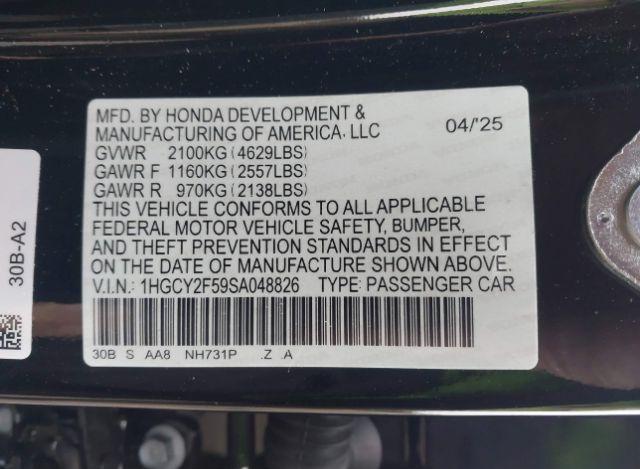 MFD. BY HONDA DEVELOPMENT &
MANUFACTURING OF AMERICA, LLC 04/'25
GVWR 2100KG (4629LBS)
GAWR F 1160KG (2557LBS)
GAWR R 970KG (2138LBS)
THIS VEHICLE CONFORMS TO ALL APPLICABLE
FEDERAL MOTOR VEHICLE SAFETY, BUMPER,
AND THEFT PREVENTION STANDARDS IN EFFECT
ON THE DATE OF MANUFACTURE SHOWN ABOVE.
V.I.N.: 1HGCY2F59SA048826 TYPE: PASSENGER CAR
30B S AA8 NH731P .Z .A
30B-A2